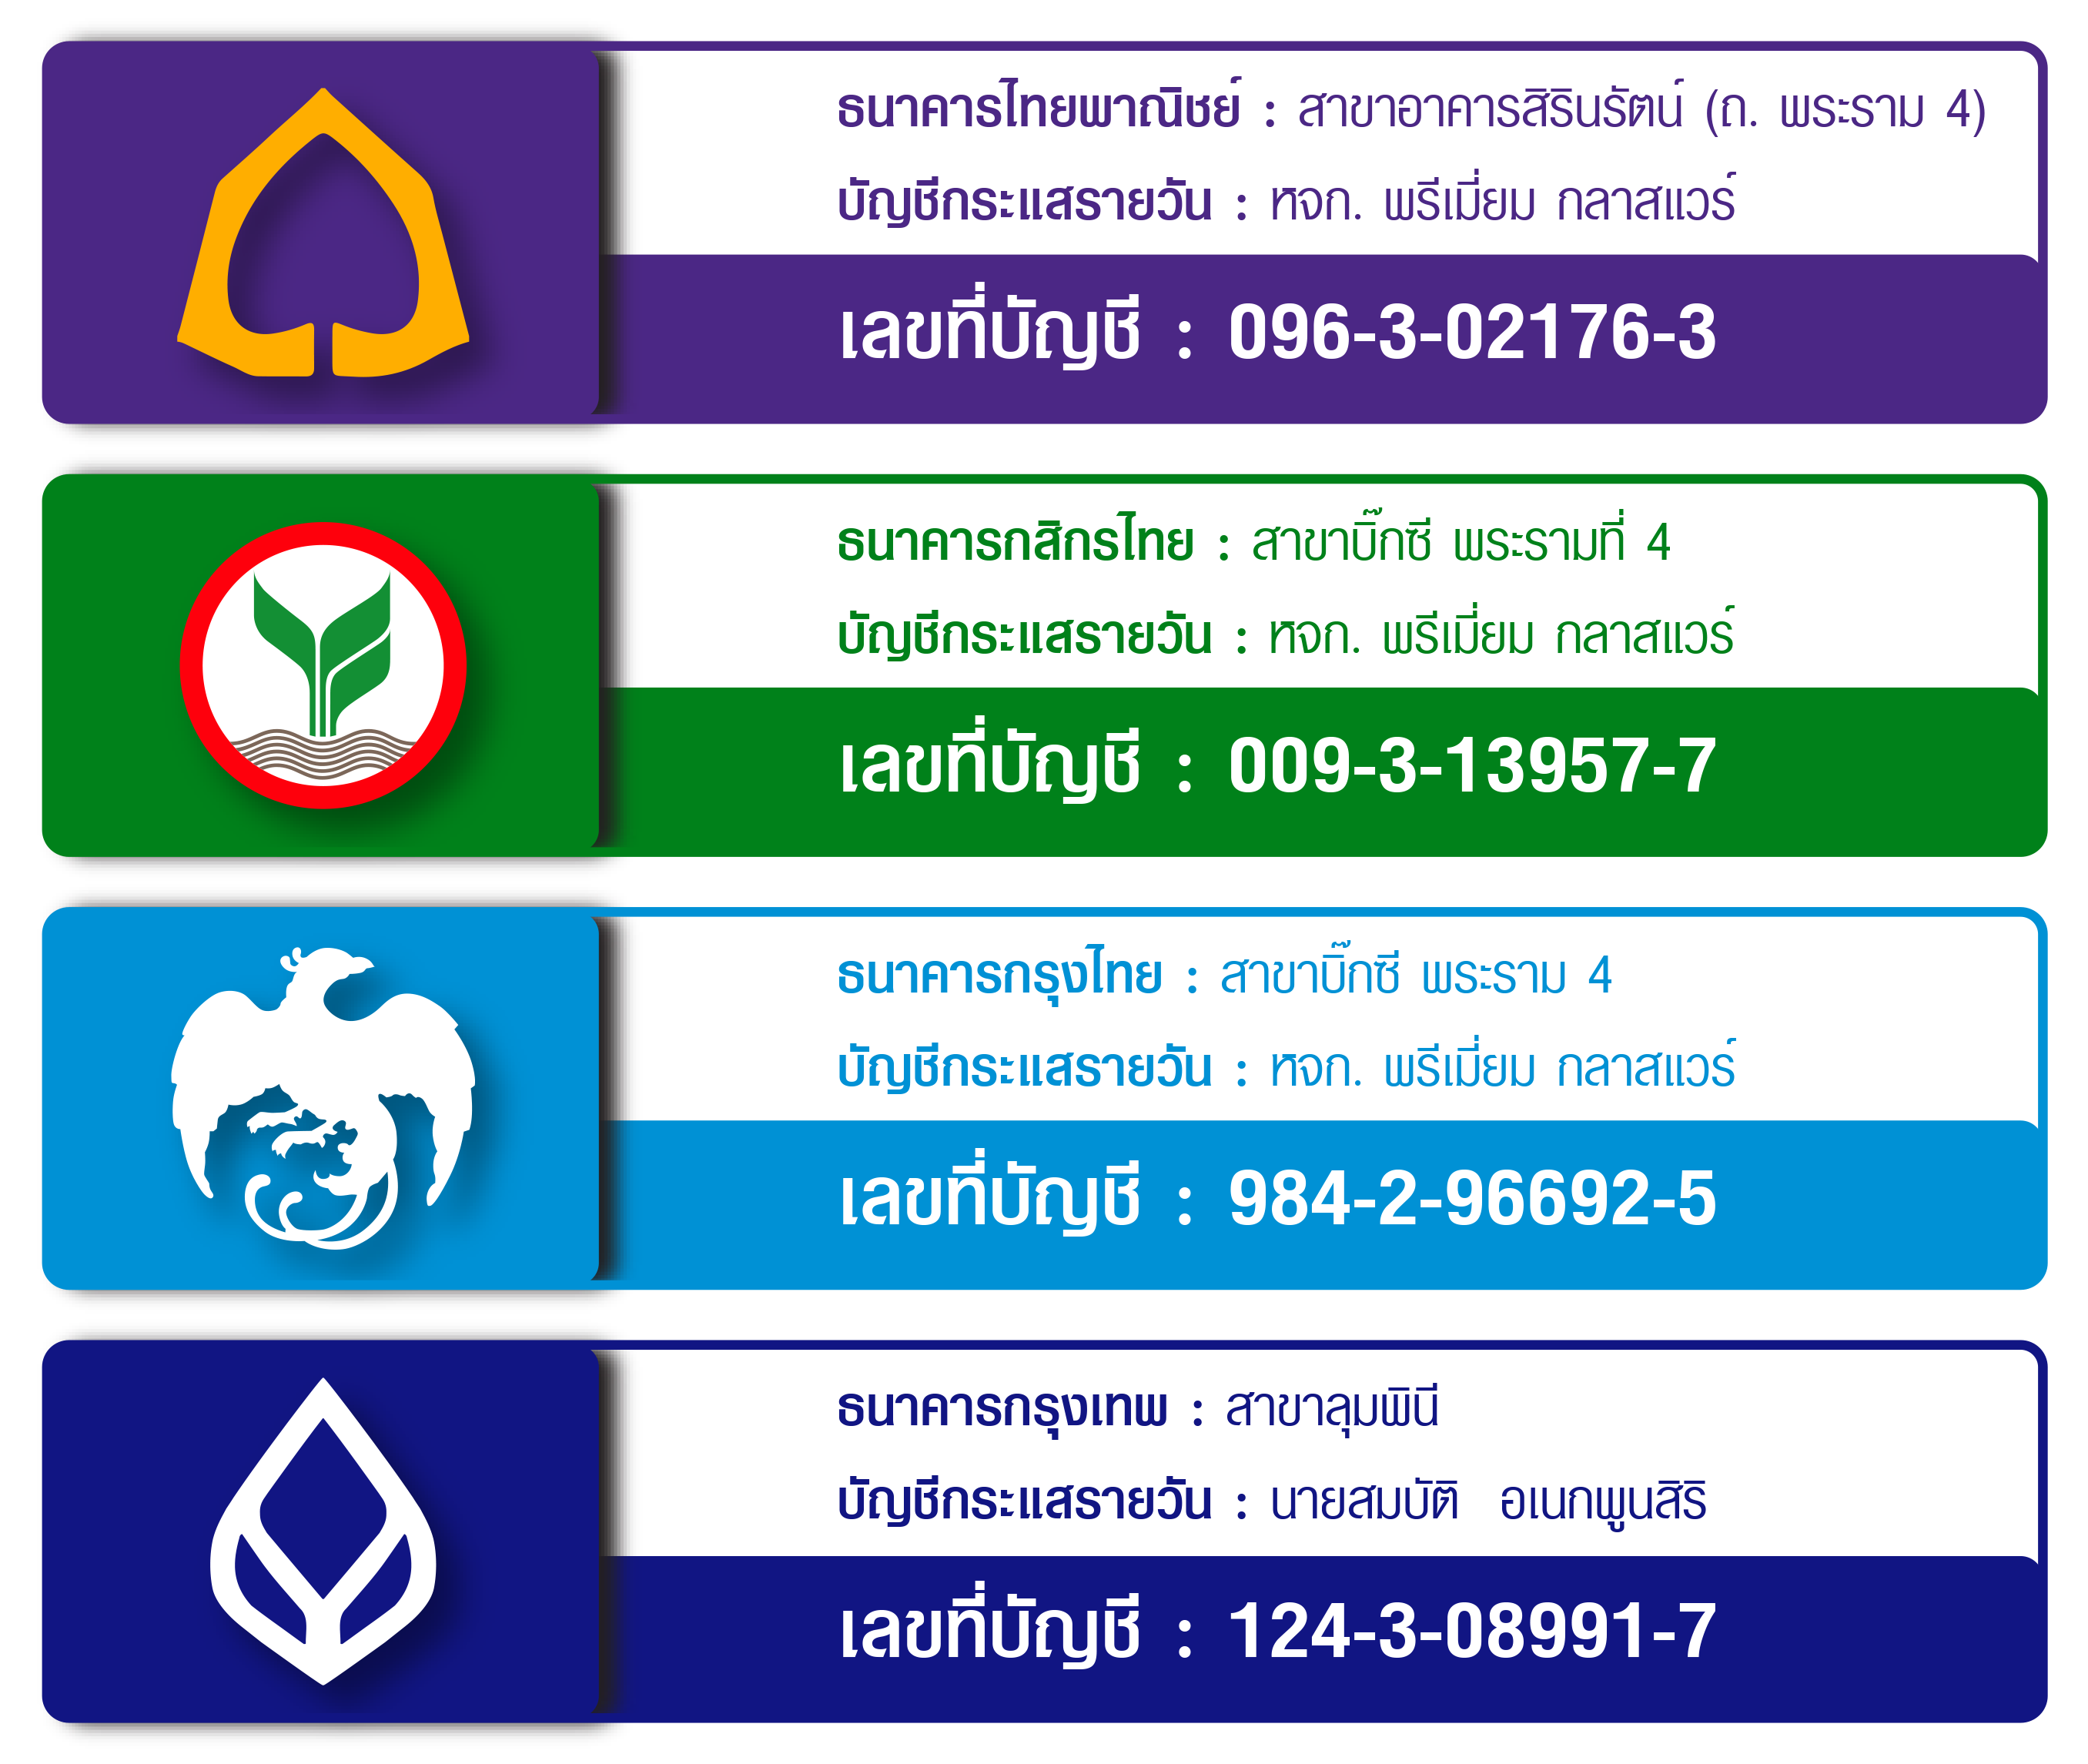 ธนาคารไทยพาณิชย์ : สาขาอาคารสิรินรัตน์ (ถ. พระราม 4)
บัญชีกระแสรายวัน : หจก. พรีเมี่ยม กลาสแวร์
เลขที่บัญชี : 096-3-02176-3
ธนาคารกสิกรไทย : สาขาบิ๊กซี พระรามที่ 4
บัญชีกระแสรายวัน : หจก. พรีเมี่ยม กลาสแวร์
เลขที่บัญชี : 009-3-13957-7
ธนาคารกรุงไทย : สาขาบิ๊กซี พระราม 4
บัญชีกระแสรายวัน : หจก. พรีเมี่ยม กลาสแวร์
เลขที่บัญชี : 984-2-96692-5
ธนาคารกรุงเทพ : สาขาลุมพินี
บัญชีกระแสรายวัน : นายสมบัติ อเนกพูนสิริ
เลขที่บัญชี : 124-3-08991-7